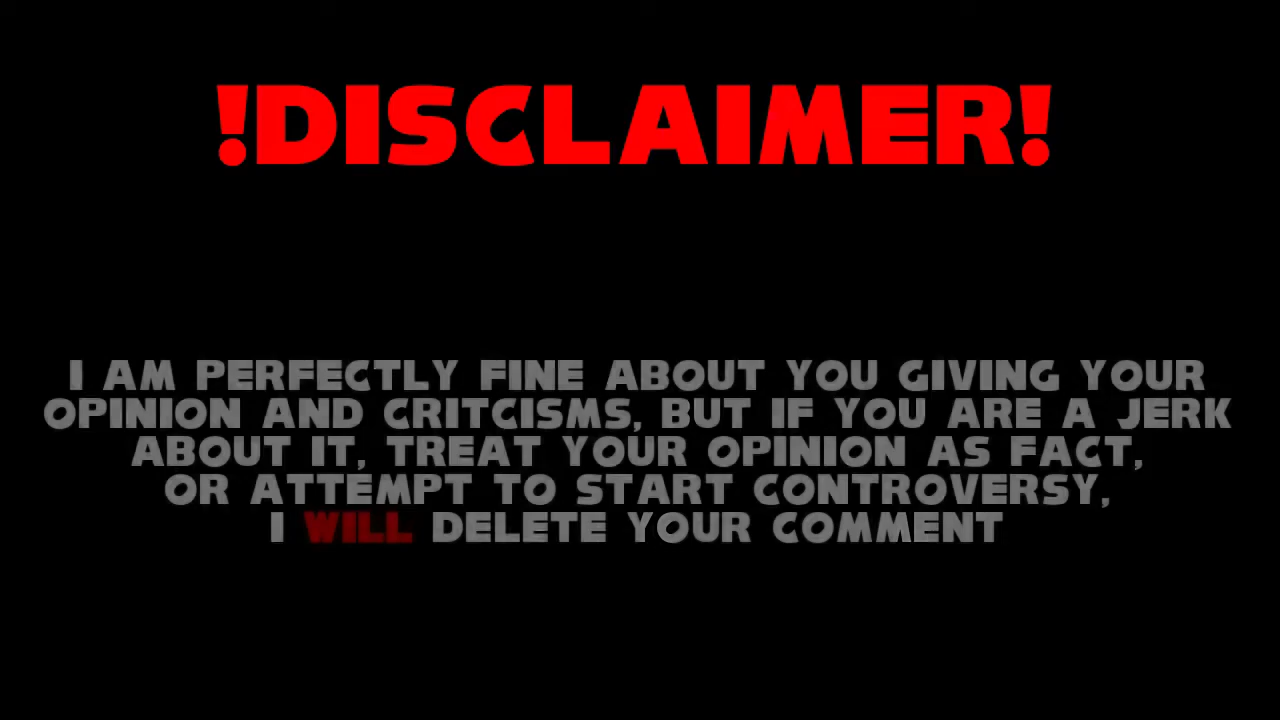 !DISCLAIMER!
I AM PERFECTLY FINE ABOUT YOU GIVING YOUR
OPINION AND CRITCISMS, BUT IF YOU ARE A JERK
ABOUT IT, TREAT YOUR OPINION AS FACT,
OR ATTEMPT TO START CONTROVERSY,
I WILL DELETE YOUR COMMENT